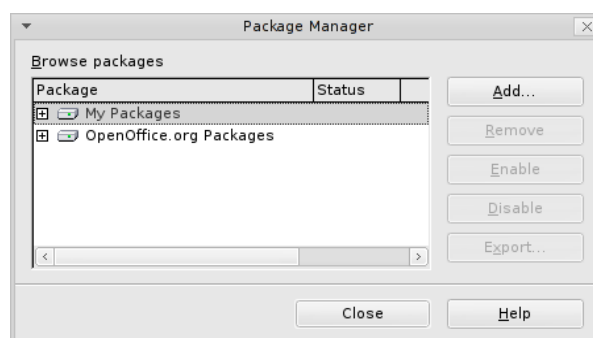 Package Manager
Browse packages
Package Status
My Packages
OpenOffice.org Packages
Add...
Remove
Enable
Disable
Export...
Close Help